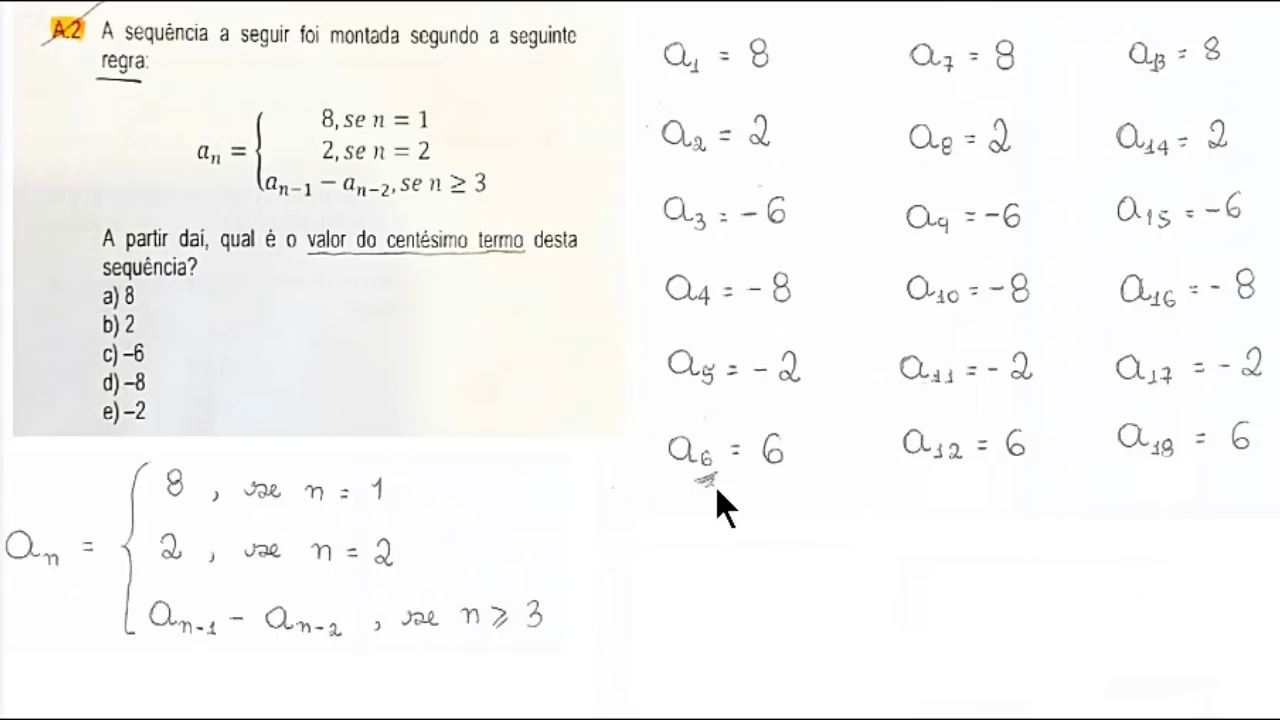 A.2 A sequência a seguir foi montada segundo a seguinte
regra:
8, se n = 1
aₙ = { 2, se n = 2
aₙ₋₁ − aₙ₋₂, se n ≥ 3
A partir daí, qual é o valor do centésimo termo desta
sequência?
a) 8
b) 2
c) –6
d) –8
e) –2
8 , se n = 1
aₙ = { 2 , se n = 2
aₙ₋₁ - aₙ₋₂ , se n ⩾ 3
a₁ = 8
a₂ = 2
a₃ = -6
a₄ = -8
a₅ = -2
a₆ = 6
a₇ = 8
a₈ = 2
a₉ = -6
a₁₀ = -8
a₁₁ = -2
a₁₂ = 6
a₁₃ = 8
a₁₄ = 2
a₁₅ = -6
a₁₆ = -8
a₁₇ = -2
a₁₈ = 6